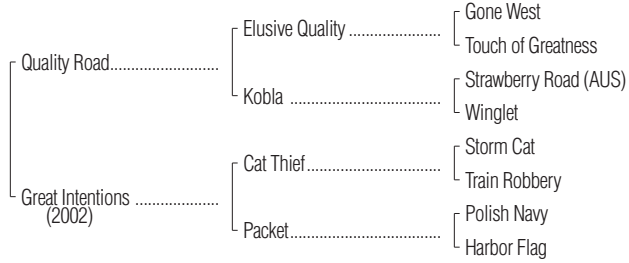 Gone West
Elusive Quality ........................
Touch of Greatness
Quality Road............................
Strawberry Road (AUS)
Kobla .......................................
Winglet
Storm Cat
Cat Thief...................................
Train Robbery
Great Intentions .....................
(2002)
Polish Navy
Packet.......................................
Harbor Flag